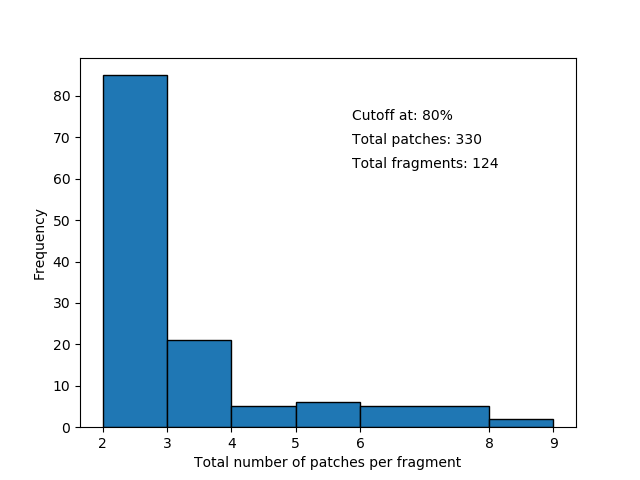 Cutoff at: 80%
Total patches: 330
Total fragments: 124
Frequency
80
70
60
50
40
30
20
10
0
2 3 4 5 6 8 9
Total number of patches per fragment